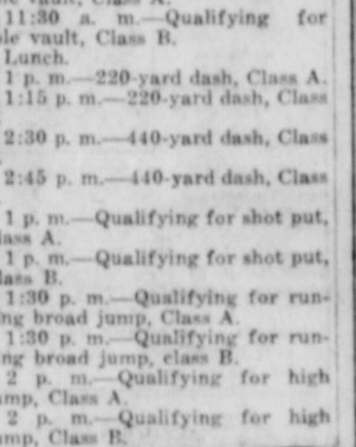 11:30 a. m.—Qualifying for
ole vault, Class B.
Lunch.
1 p. m.—220-yard dash, Class A.
1:15 p. m.—220-yard dash, Class
2:30 p. m.—440-yard dash, Class
2:45 p. m.—440-yard dash, Class
1 p. m.—Qualifying for shot put,
lass A.
1 p. m.—Qualifying for shot put,
lass B.
1:30 p. m.—Qualifying for run-
ng broad jump, Class A.
1:30 p. m.—Qualifying for run-
ng broad jump, class B.
2 p. m.—Qualifying for high
ump, Class A.
2 p. m.—Qualifying for high
ump, Class B.